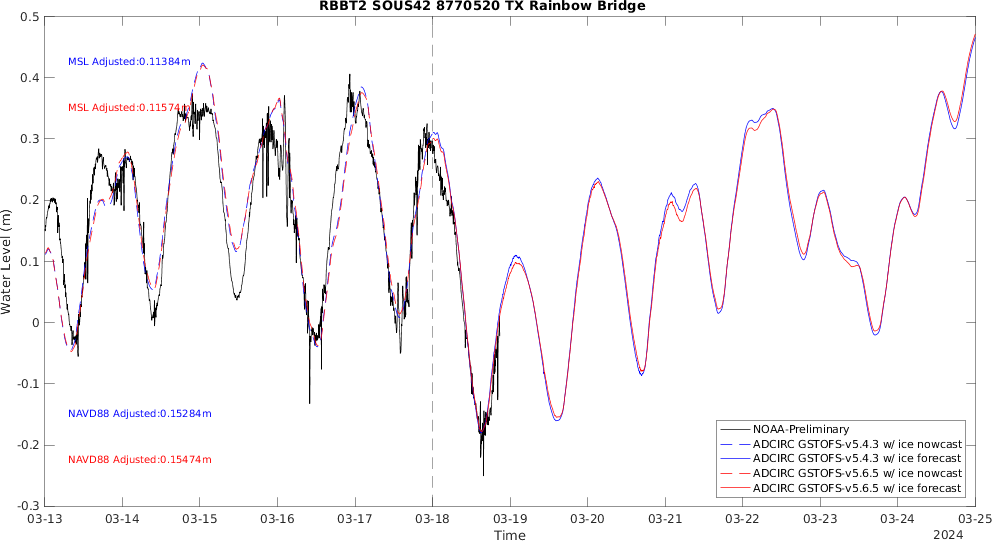 RBBT2 SOUS42 8770520 TX Rainbow Bridge
0.5
0.4
0.3
0.2
0.1
0
-0.1
-0.2
-0.3
Water Level (m)
MSL Adjusted:0.11384m
MSL Adjusted:0.11574m
NAVD88 Adjusted:0.15284m
NAVD88 Adjusted:0.15474m
NOAA-Preliminary
ADCIRC GSTOFS-v5.4.3 w/ ice nowcast
ADCIRC GSTOFS-v5.4.3 w/ ice forecast
ADCIRC GSTOFS-v5.6.5 w/ ice nowcast
ADCIRC GSTOFS-v5.6.5 w/ ice forecast
03-13 03-14 03-15 03-16 03-17 03-18 03-19 03-20 03-21 03-22 03-23 03-24 03-25
Time
2024